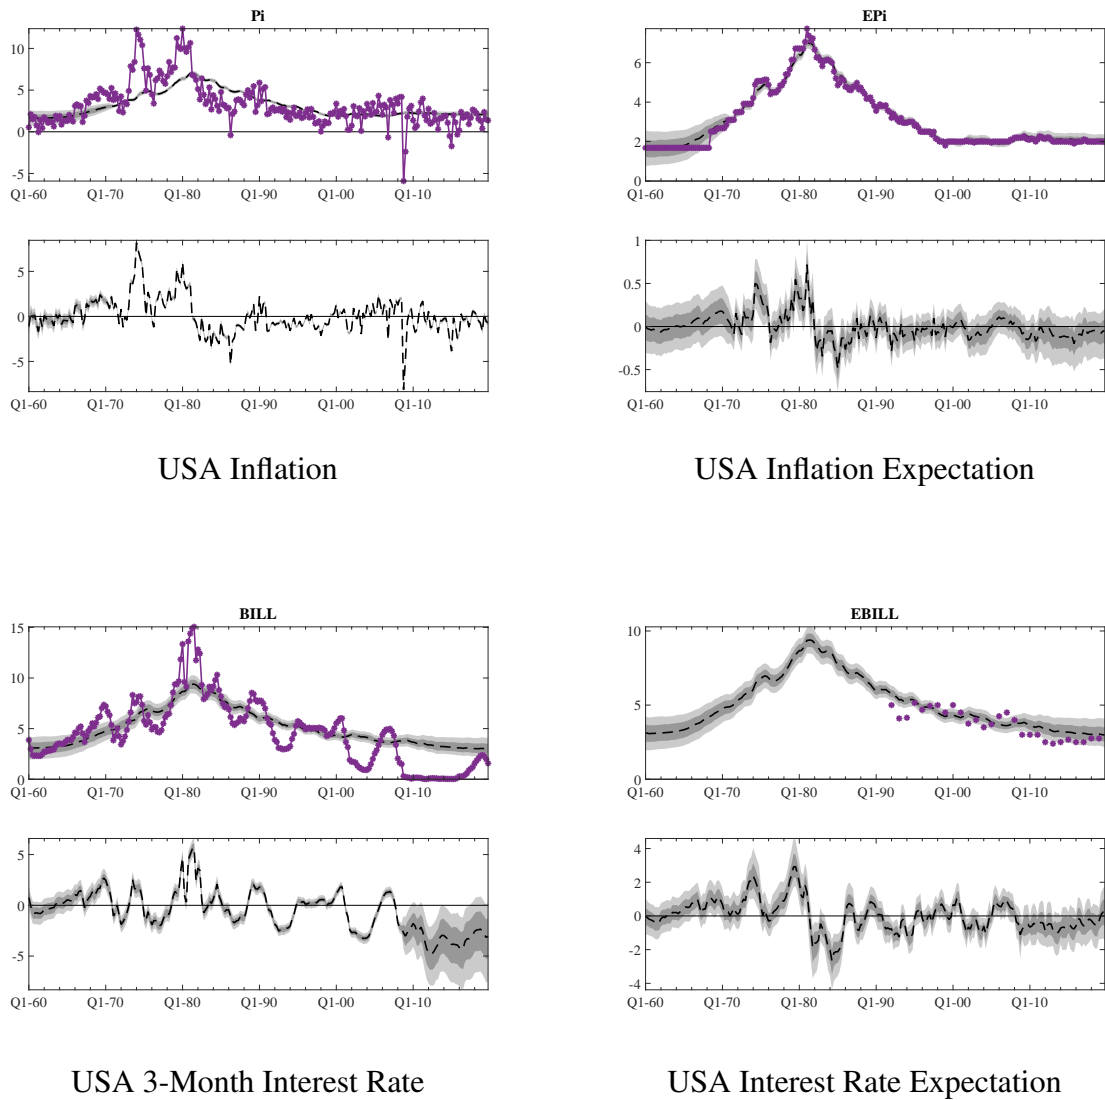 Pi
10
5
0
-5
Q1-60 Q1-70 Q1-80 Q1-90 Q1-00 Q1-10
5
0
-5
Q1-60 Q1-70 Q1-80 Q1-90 Q1-00 Q1-10
USA Inflation
EPi
6
4
2
0
Q1-60 Q1-70 Q1-80 Q1-90 Q1-00 Q1-10
1
0.5
0
-0.5
Q1-60 Q1-70 Q1-80 Q1-90 Q1-00 Q1-10
USA Inflation Expectation
BILL
15
10
5
0
Q1-60 Q1-70 Q1-80 Q1-90 Q1-00 Q1-10
5
0
-5
Q1-60 Q1-70 Q1-80 Q1-90 Q1-00 Q1-10
USA 3-Month Interest Rate
EBILL
10
5
0
Q1-60 Q1-70 Q1-80 Q1-90 Q1-00 Q1-10
4
2
0
-2
-4
Q1-60 Q1-70 Q1-80 Q1-90 Q1-00 Q1-10
USA Interest Rate Expectation